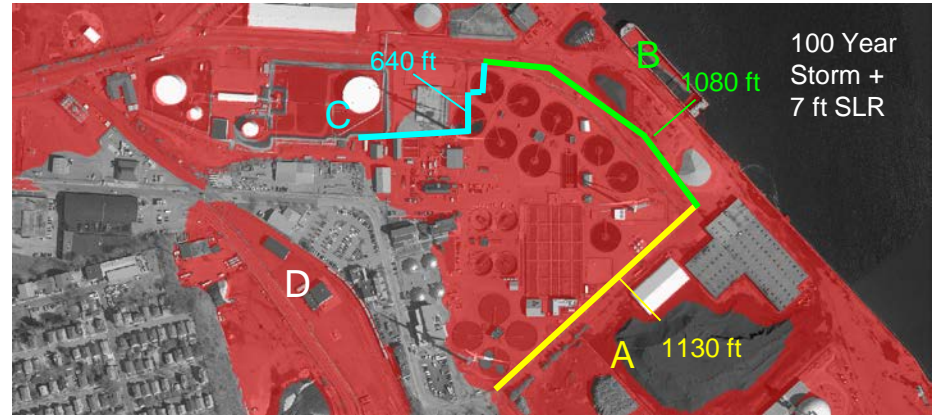 640 ft
B
1080 ft
100 Year
Storm +
7 ft SLR
C
D
A
1130 ft